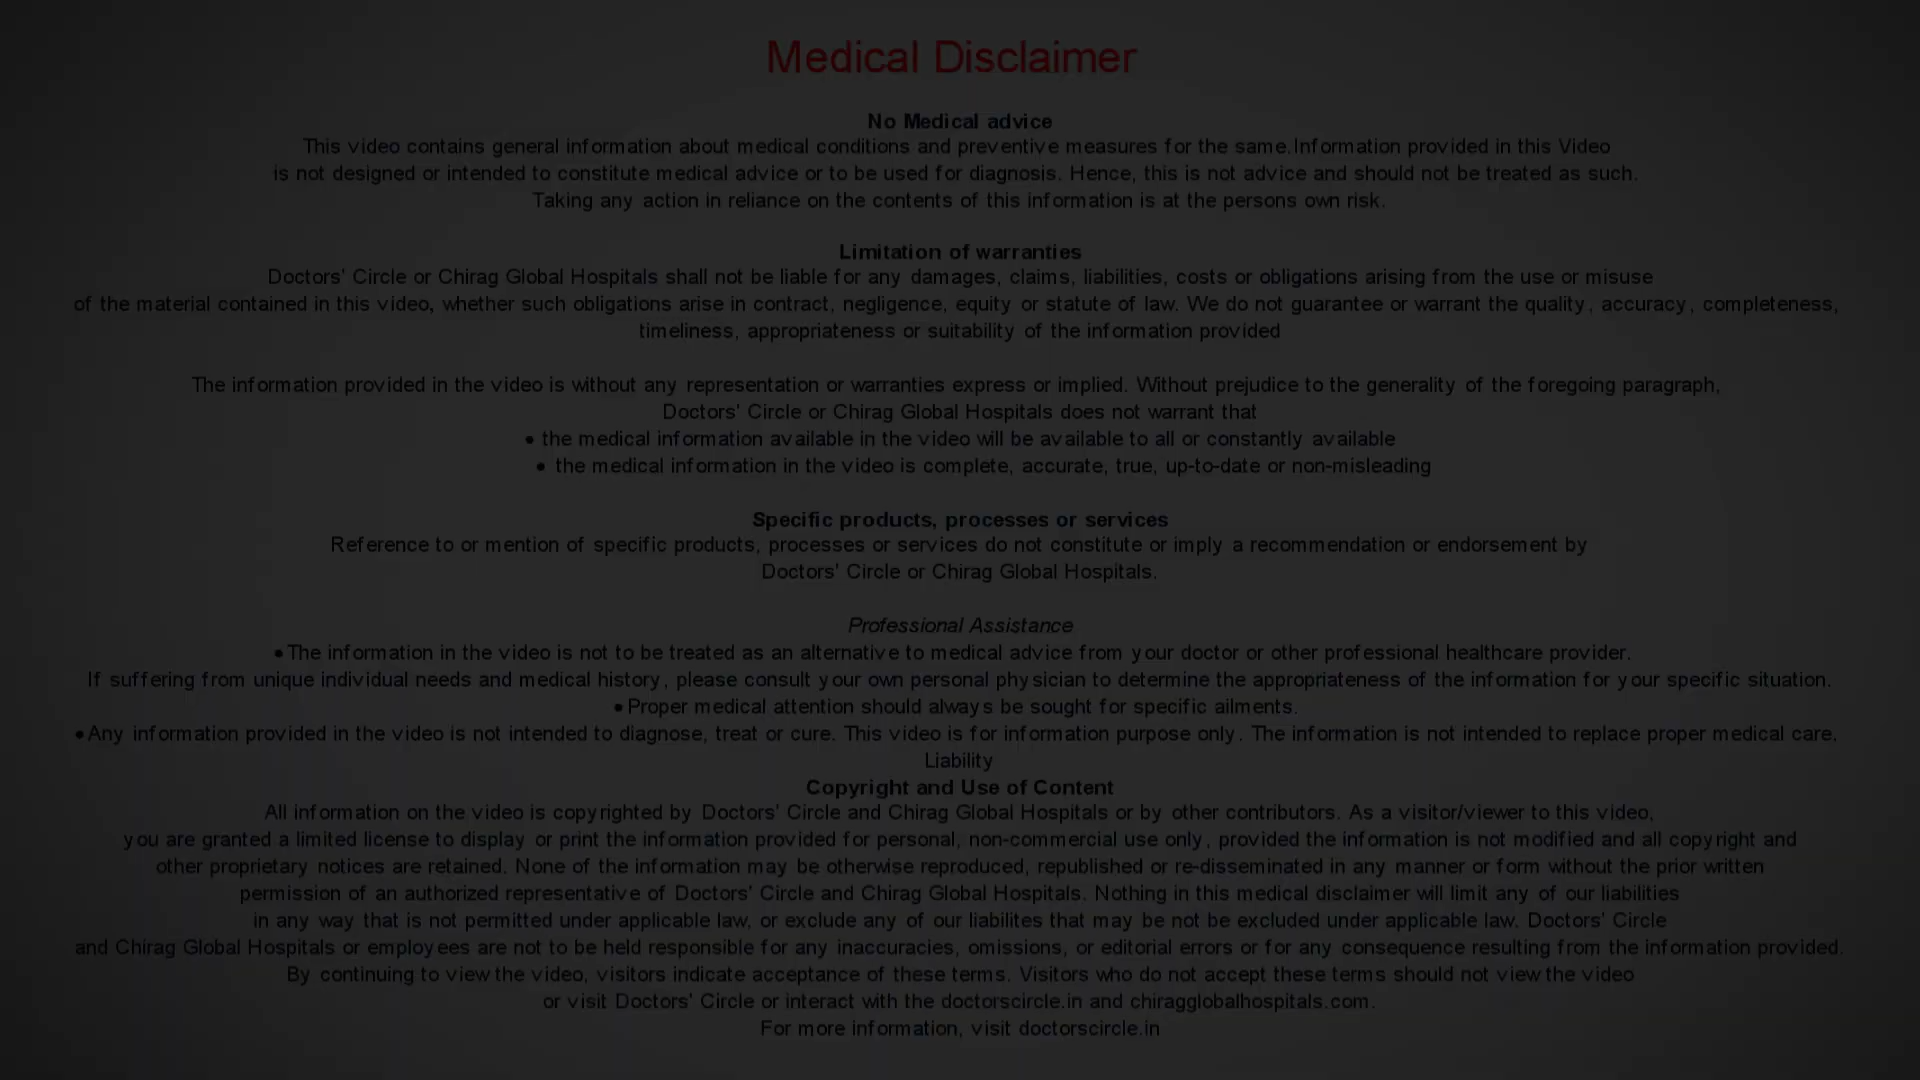 Medical Disclaimer
No Medical advice
This video contains general information about medical conditions and preventive measures for the same.Information provided in this Video
is not designed or intended to constitute medical advice or to be used for diagnosis. Hence, this is not advice and should not be treated as such.
Taking any action in reliance on the contents of this information is at the persons own risk.
Limitation of warranties
Doctors' Circle or Chirag Global Hospitals shall not be liable for any damages, claims, liabilities, costs or obligations arising from the use or misuse
of the material contained in this video, whether such obligations arise in contract, negligence, equity or statute of law. We do not guarantee or warrant the quality, accuracy, completeness,
timeliness, appropriateness or suitability of the information provided
The information provided in the video is without any representation or warranties express or implied. Without prejudice to the generality of the foregoing paragraph,
Doctors' Circle or Chirag Global Hospitals does not warrant that
• the medical information available in the video will be available to all or constantly available
• the medical information in the video is complete, accurate, true, up-to-date or non-misleading
Specific products, processes or services
Reference to or mention of specific products, processes or services do not constitute or imply a recommendation or endorsement by
Doctors' Circle or Chirag Global Hospitals.
Professional Assistance
•The information in the video is not to be treated as an alternative to medical advice from your doctor or other professional healthcare provider.
If suffering from unique individual needs and medical history, please consult your own personal physician to determine the appropriateness of the information for your specific situation.
•Proper medical attention should always be sought for specific ailments.
•Any information provided in the video is not intended to diagnose, treat or cure. This video is for information purpose only. The information is not intended to replace proper medical care.
Liability
Copyright and Use of Content
All information on the video is copyrighted by Doctors' Circle and Chirag Global Hospitals or by other contributors. As a visitor/viewer to this video,
you are granted a limited license to display or print the information provided for personal, non-commercial use only, provided the information is not modified and all copyright and
other proprietary notices are retained. None of the information may be otherwise reproduced, republished or re-disseminated in any manner or form without the prior written
permission of an authorized representative of Doctors' Circle and Chirag Global Hospitals. Nothing in this medical disclaimer will limit any of our liabilities
in any way that is not permitted under applicable law, or exclude any of our liabilites that may be not be excluded under applicable law. Doctors' Circle
and Chirag Global Hospitals or employees are not to be held responsible for any inaccuracies, omissions, or editorial errors or for any consequence resulting from the information provided.
By continuing to view the video, visitors indicate acceptance of these terms. Visitors who do not accept these terms should not view the video
or visit Doctors' Circle or interact with the doctorscircle.in and chiragglobalhospitals.com.
For more information, visit doctorscircle.in